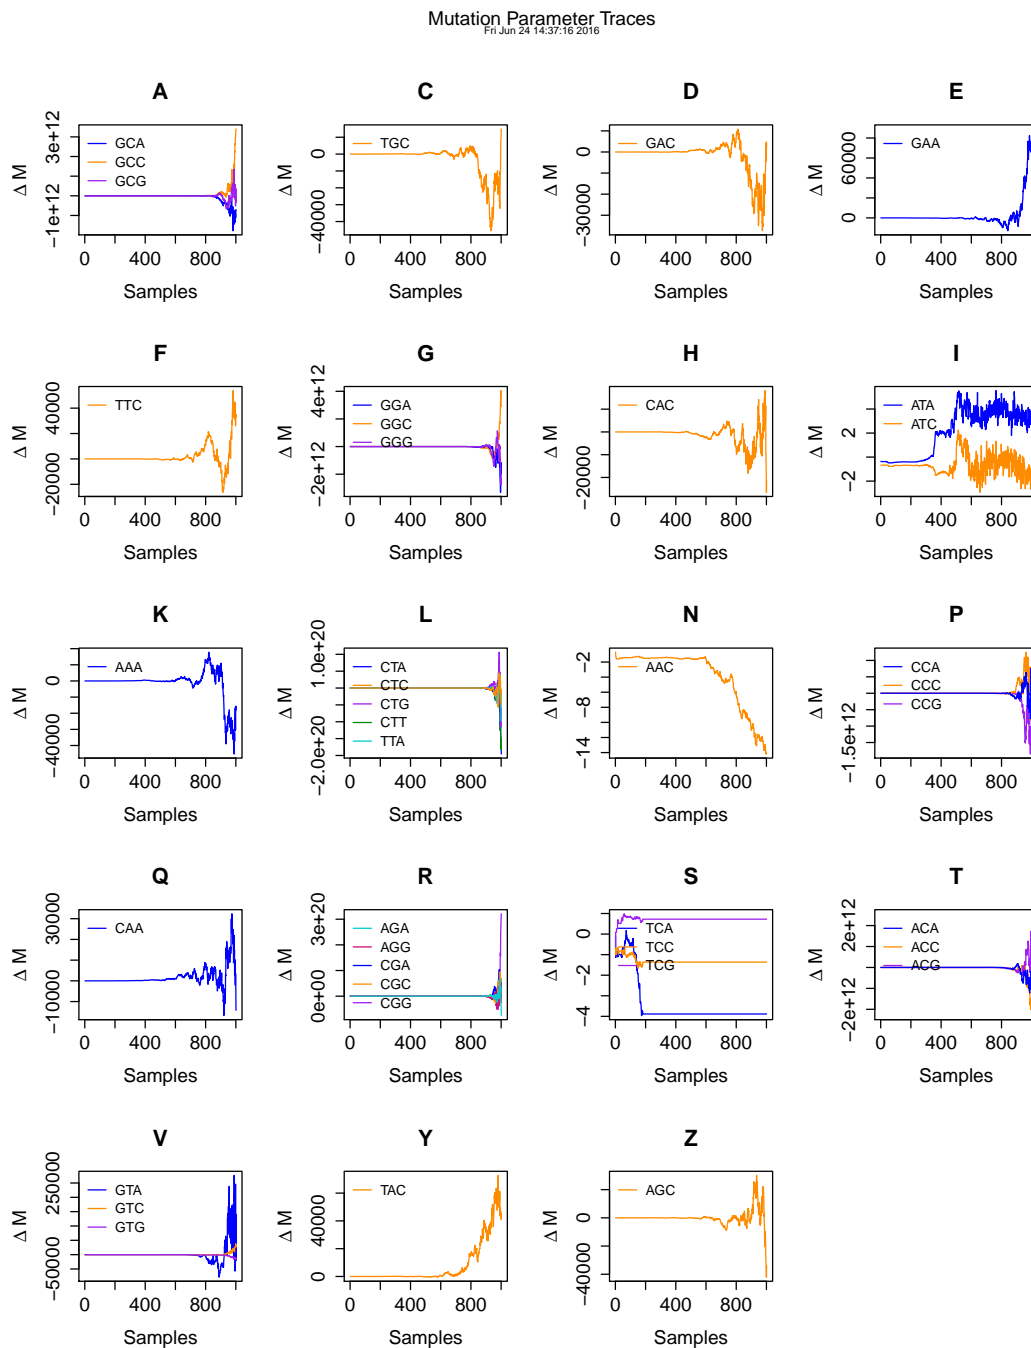 Mutation Parameter Traces
Fri Jun 24 14:37:16 2016
A
C
D
E
Δ M
−1e+12 3e+12
GCA
GCC
GCG
0 400 800
Samples
Δ M
−40000 0
TGC
0 400 800
Samples
Δ M
−30000 0
GAC
0 400 800
Samples
Δ M
0 60000
GAA
0 400 800
Samples
F
G
H
I
Δ M
−20000 40000
TTC
0 400 800
Samples
Δ M
−2e+12 4e+12
GGA
GGC
GGG
0 400 800
Samples
Δ M
−20000
CAC
0 400 800
Samples
Δ M
−2 2
ATA
ATC
0 400 800
Samples
K
L
N
P
Δ M
−40000 0
AAA
0 400 800
Samples
Δ M
−2.0e+20 1.0e+20
CTA
CTC
CTG
CTT
TTA
0 400 800
Samples
Δ M
−14 −8 −6 −2
AAC
0 400 800
Samples
Δ M
−1.5e+12
CCA
CCC
CCG
0 400 800
Samples
Q
R
S
T
Δ M
−10000 30000
CAA
0 400 800
Samples
Δ M
0e+00 3e+20
AGA
AGG
CGA
CGC
CGG
0 400 800
Samples
Δ M
−4 −2 0
TCA
TCC
TCG
0 400 800
Samples
Δ M
−2e+12 2e+12
ACA
ACC
ACG
0 400 800
Samples
V
Y
Z
Δ M
−50000 250000
GTA
GTC
GTG
0 400 800
Samples
Δ M
0 40000
TAC
0 400 800
Samples
Δ M
−40000 0
AGC
0 400 800
Samples